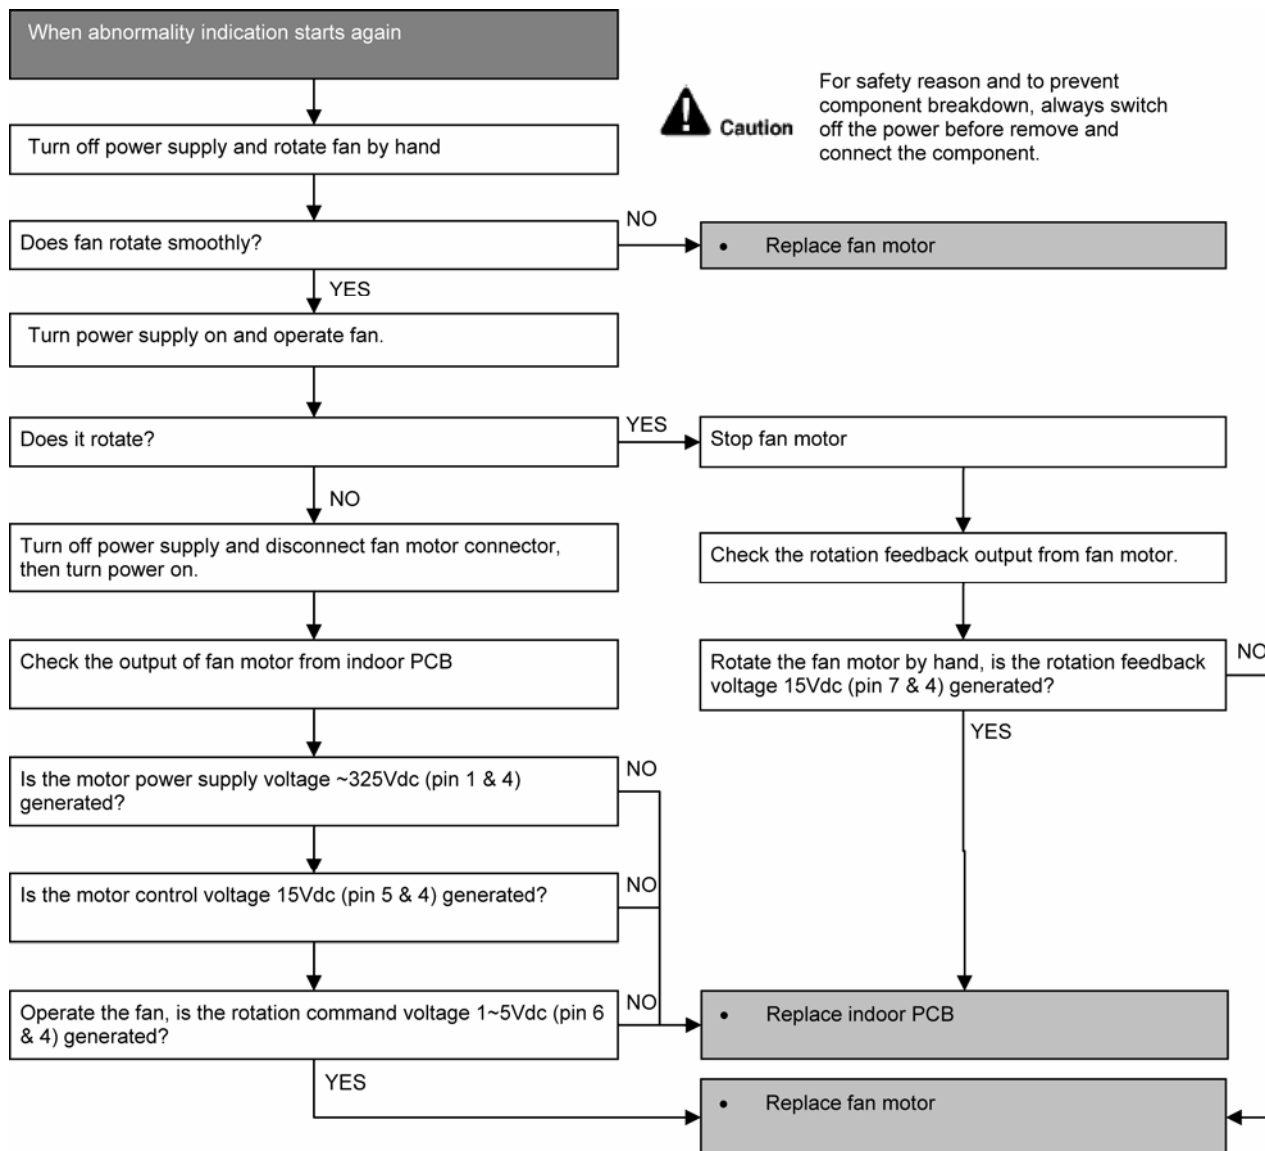 When abnormality indication starts again
For safety reason and to prevent
component breakdown, always switch
off the power before remove and
connect the component.
Caution
Turn off power supply and rotate fan by hand
Does fan rotate smoothly?
NO
• Replace fan motor
YES
Turn power supply on and operate fan.
Does it rotate?
YES
Stop fan motor
NO
Turn off power supply and disconnect fan motor connector,
then turn power on.
Check the rotation feedback output from fan motor.
Check the output of fan motor from indoor PCB
Rotate the fan motor by hand, is the rotation feedback
voltage 15Vdc (pin 7 & 4) generated?
NO
YES
Is the motor power supply voltage ~325Vdc (pin 1 & 4)
generated?
NO
Is the motor control voltage 15Vdc (pin 5 & 4) generated?
NO
Operate the fan, is the rotation command voltage 1~5Vdc (pin 6
& 4) generated?
NO
• Replace indoor PCB
YES
• Replace fan motor